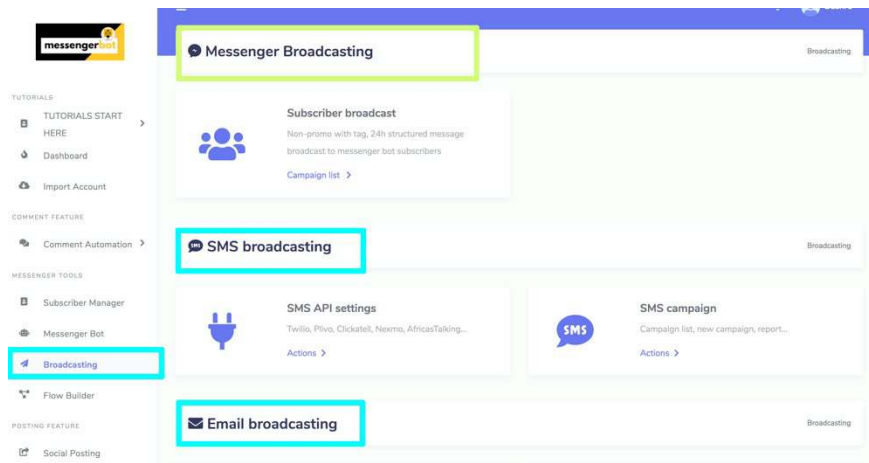 messengerbot
TUTORIALS
TUTORIALS START
HERE
Dashboard
Import Account
COMMENT FEATURE
Comment Automation
MESSENGER TOOLS
Subscriber Manager
Messenger Bot
Broadcasting
Flow Builder
POSTING FEATURE
Social Posting
Messenger Broadcasting
Broadcasting
Subscriber broadcast
Non-promo with tag, 24h structured message
broadcast to messenger bot subscribers
Campaign list
SMS SMS broadcasting
Broadcasting
SMS API settings
Twilio, Plivo, Clickatell, Nexmo, AfricasTalking...
Actions
SMS
SMS campaign
Campaign list, new campaign, report...
Actions
Email broadcasting
Broadcasting